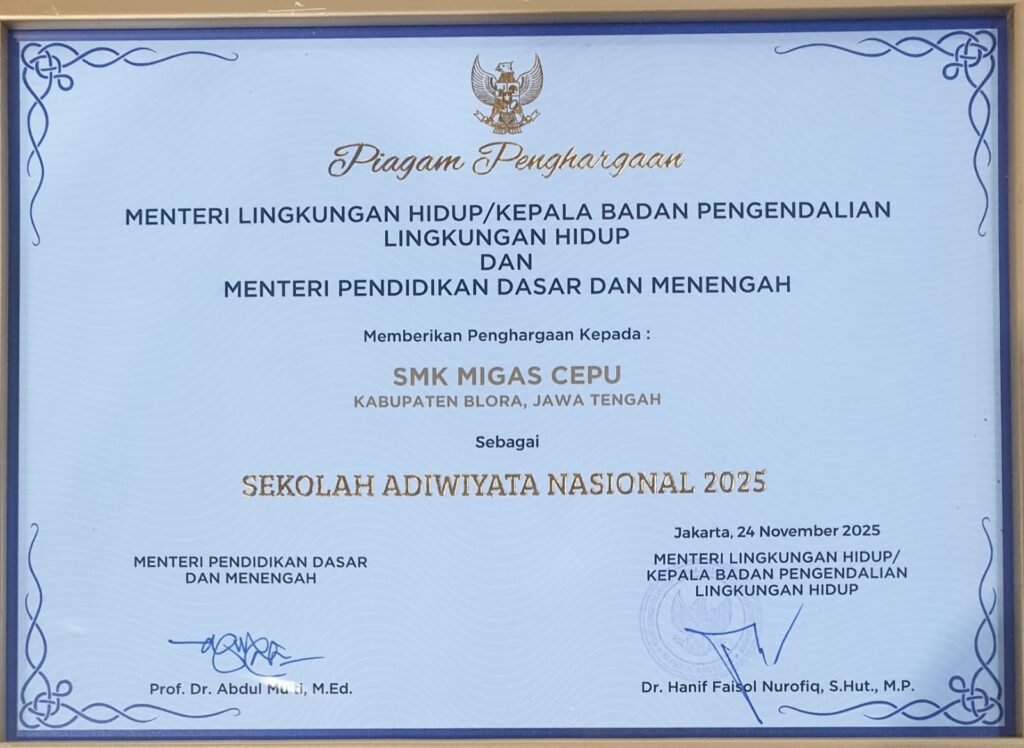 Piagam Penghargaan
MENTERI LINGKUNGAN HIDUP/KEPALA BADAN PENGENDALIAN
LINGKUNGAN HIDUP
DAN
MENTERI PENDIDIKAN DASAR DAN MENENGAH
Memberikan Penghargaan Kepada :
SMK MIGAS CEPU
KABUPATEN BLORA, JAWA TENGAH
Sebagai
SEKOLAH ADIWIYATA NASIONAL 2025
Jakarta, 24 November 2025
MENTERI PENDIDIKAN DASAR
DAN MENENGAH
Prof. Dr. Abdul Mu'ti, M.Ed.
MENTERI LINGKUNGAN HIDUP/
KEPALA BADAN PENGENDALIAN
LINGKUNGAN HIDUP
Dr. Hanif Faisol Nurofiq, S.Hut., M.P.